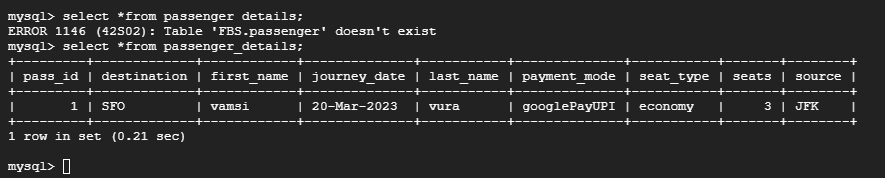 mysql> select *from passenger details;
ERROR 1146 (42S02): Table 'FBS.passenger' doesn't exist
mysql> select *from passenger_details;
+---------+-------------+------------+--------------+-----------+--------------+-----------+-------+--------+
| pass_id | destination | first_name | journey_date | last_name | payment_mode | seat_type | seats | source |
+---------+-------------+------------+--------------+-----------+--------------+-----------+-------+--------+
|       1 | SFO         | vamsi      | 20-Mar-2023  | vura      | googlePayUPI | economy   |     3 | JFK    |
+---------+-------------+------------+--------------+-----------+--------------+-----------+-------+--------+
1 row in set (0.21 sec)
mysql>